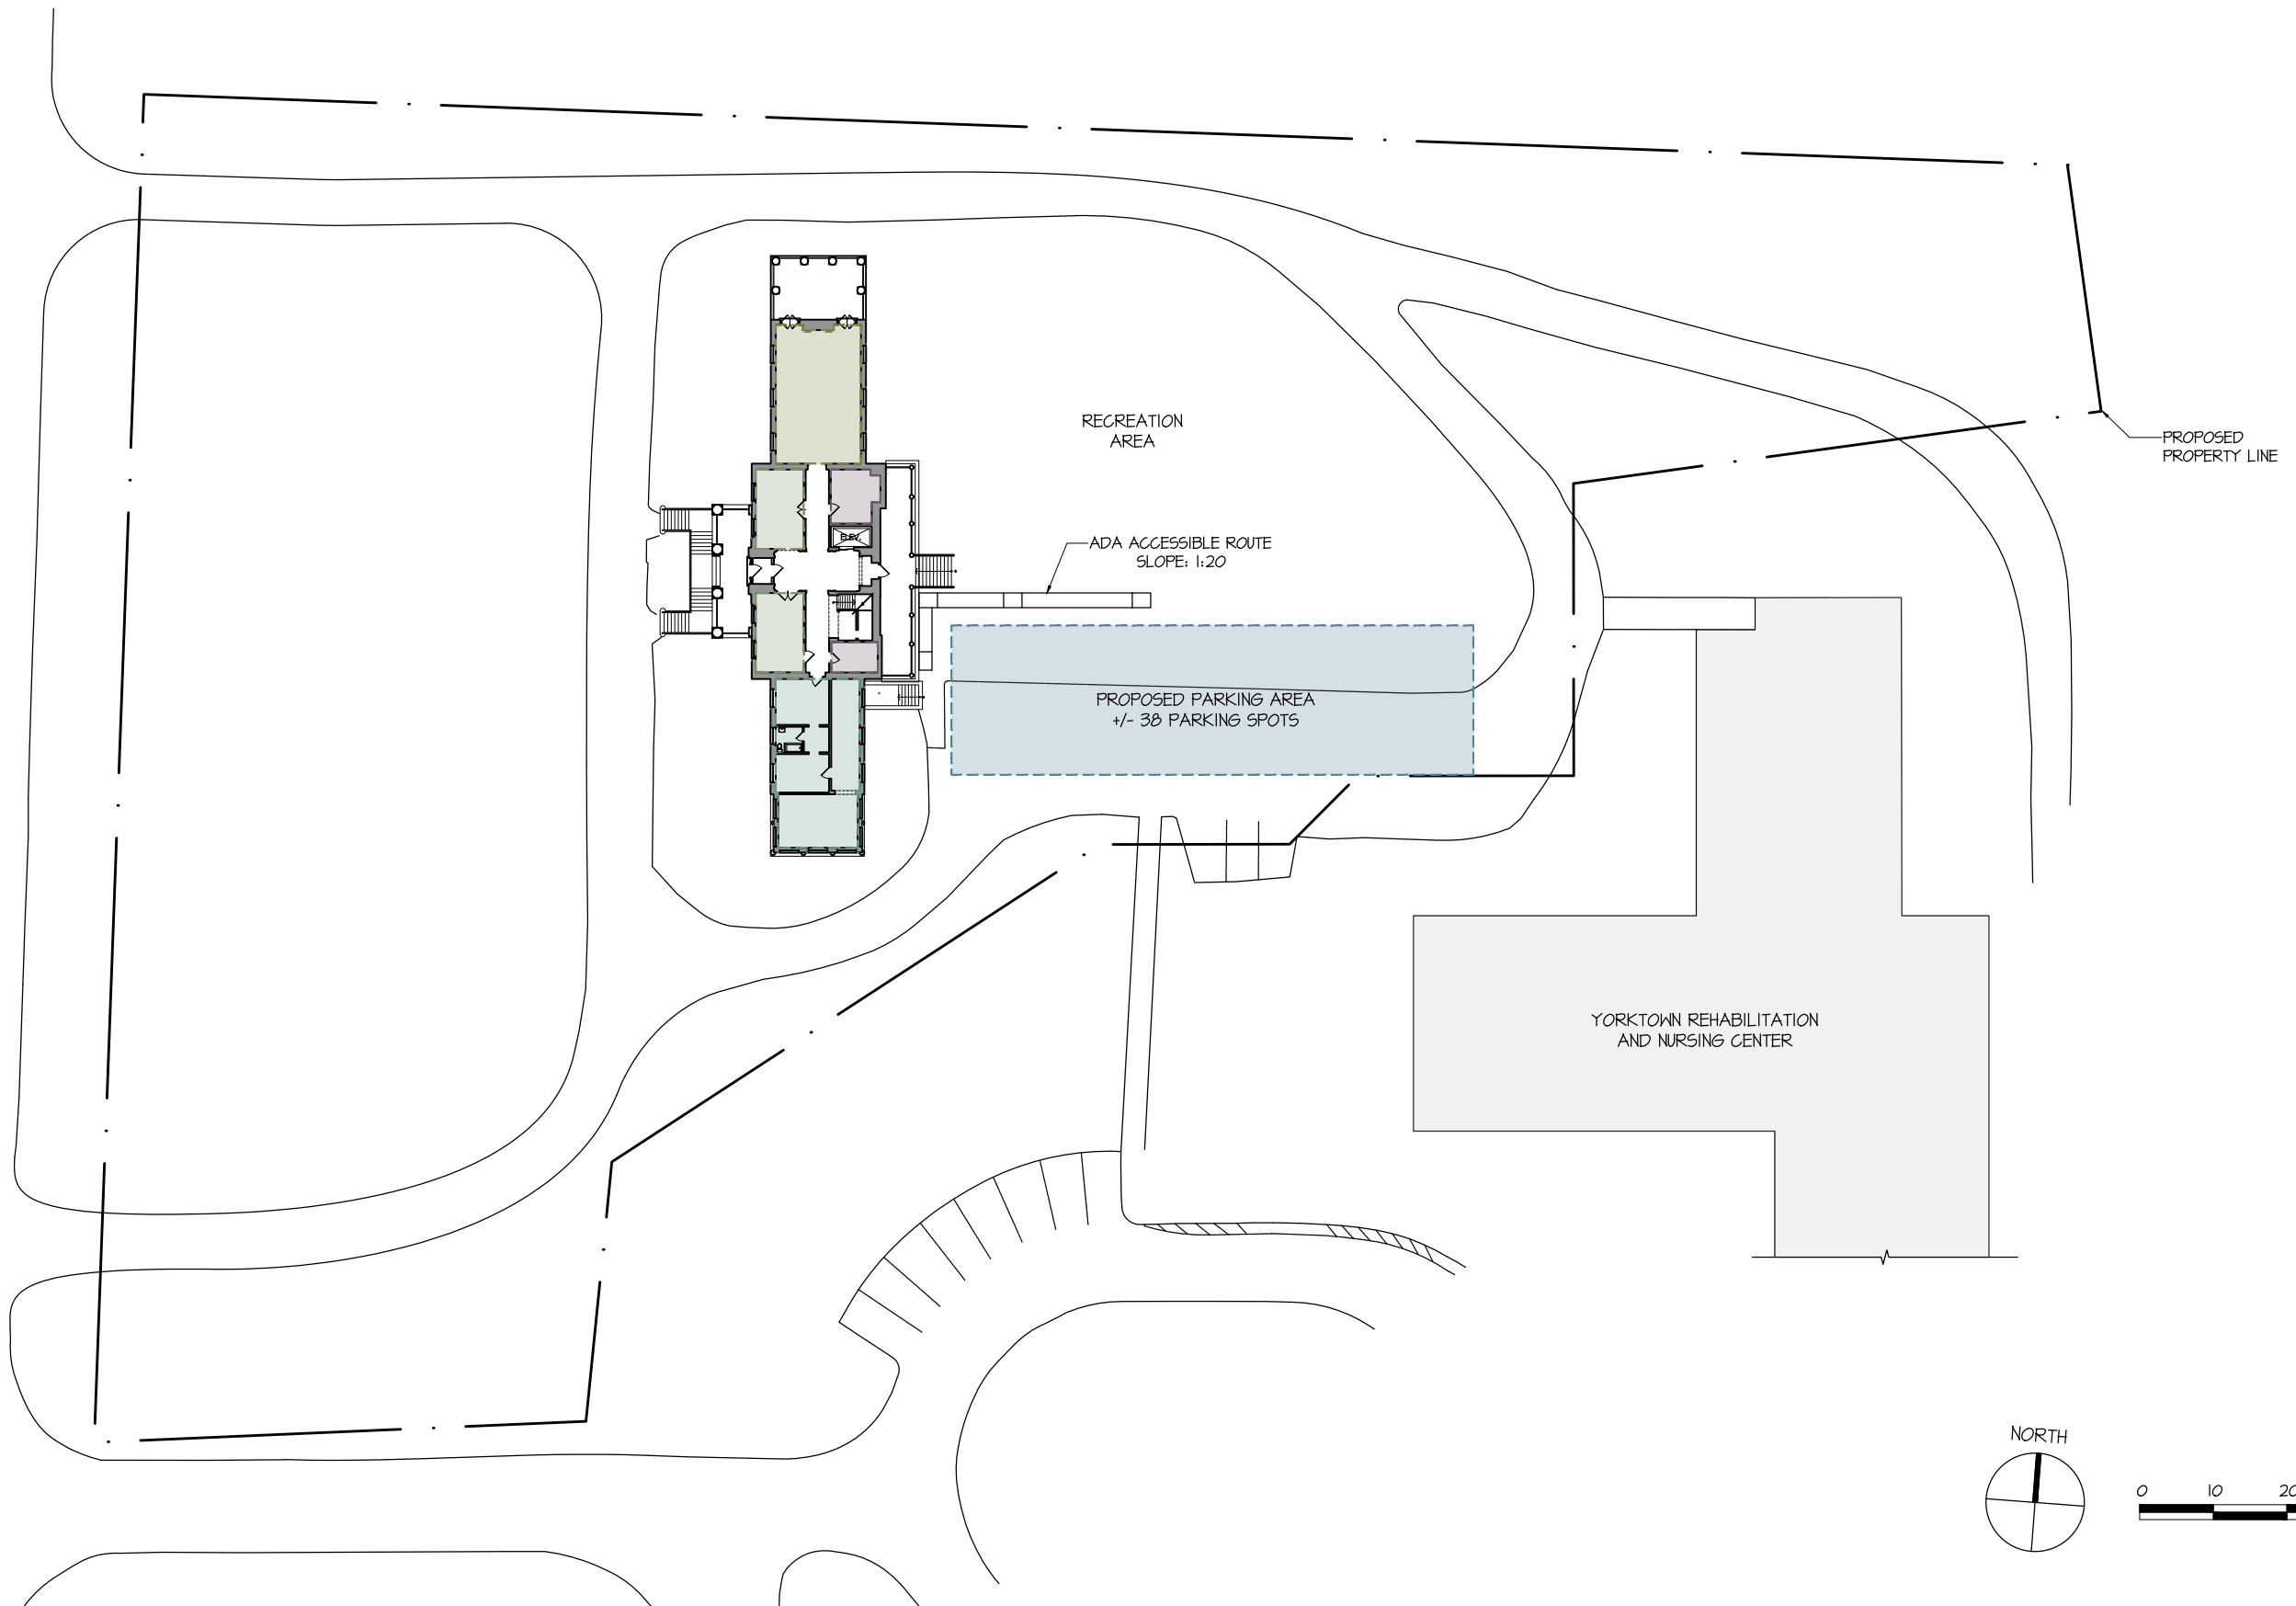 RECREATION
AREA
PROPOSED
PROPERTY LINE
ADA ACCESSIBLE ROUTE
SLOPE: 1:20
ELEV.
PROPOSED PARKING AREA
+/- 38 PARKING SPOTS
YORKTOWN REHABILITATION
AND NURSING CENTER
NORTH
0 10 20